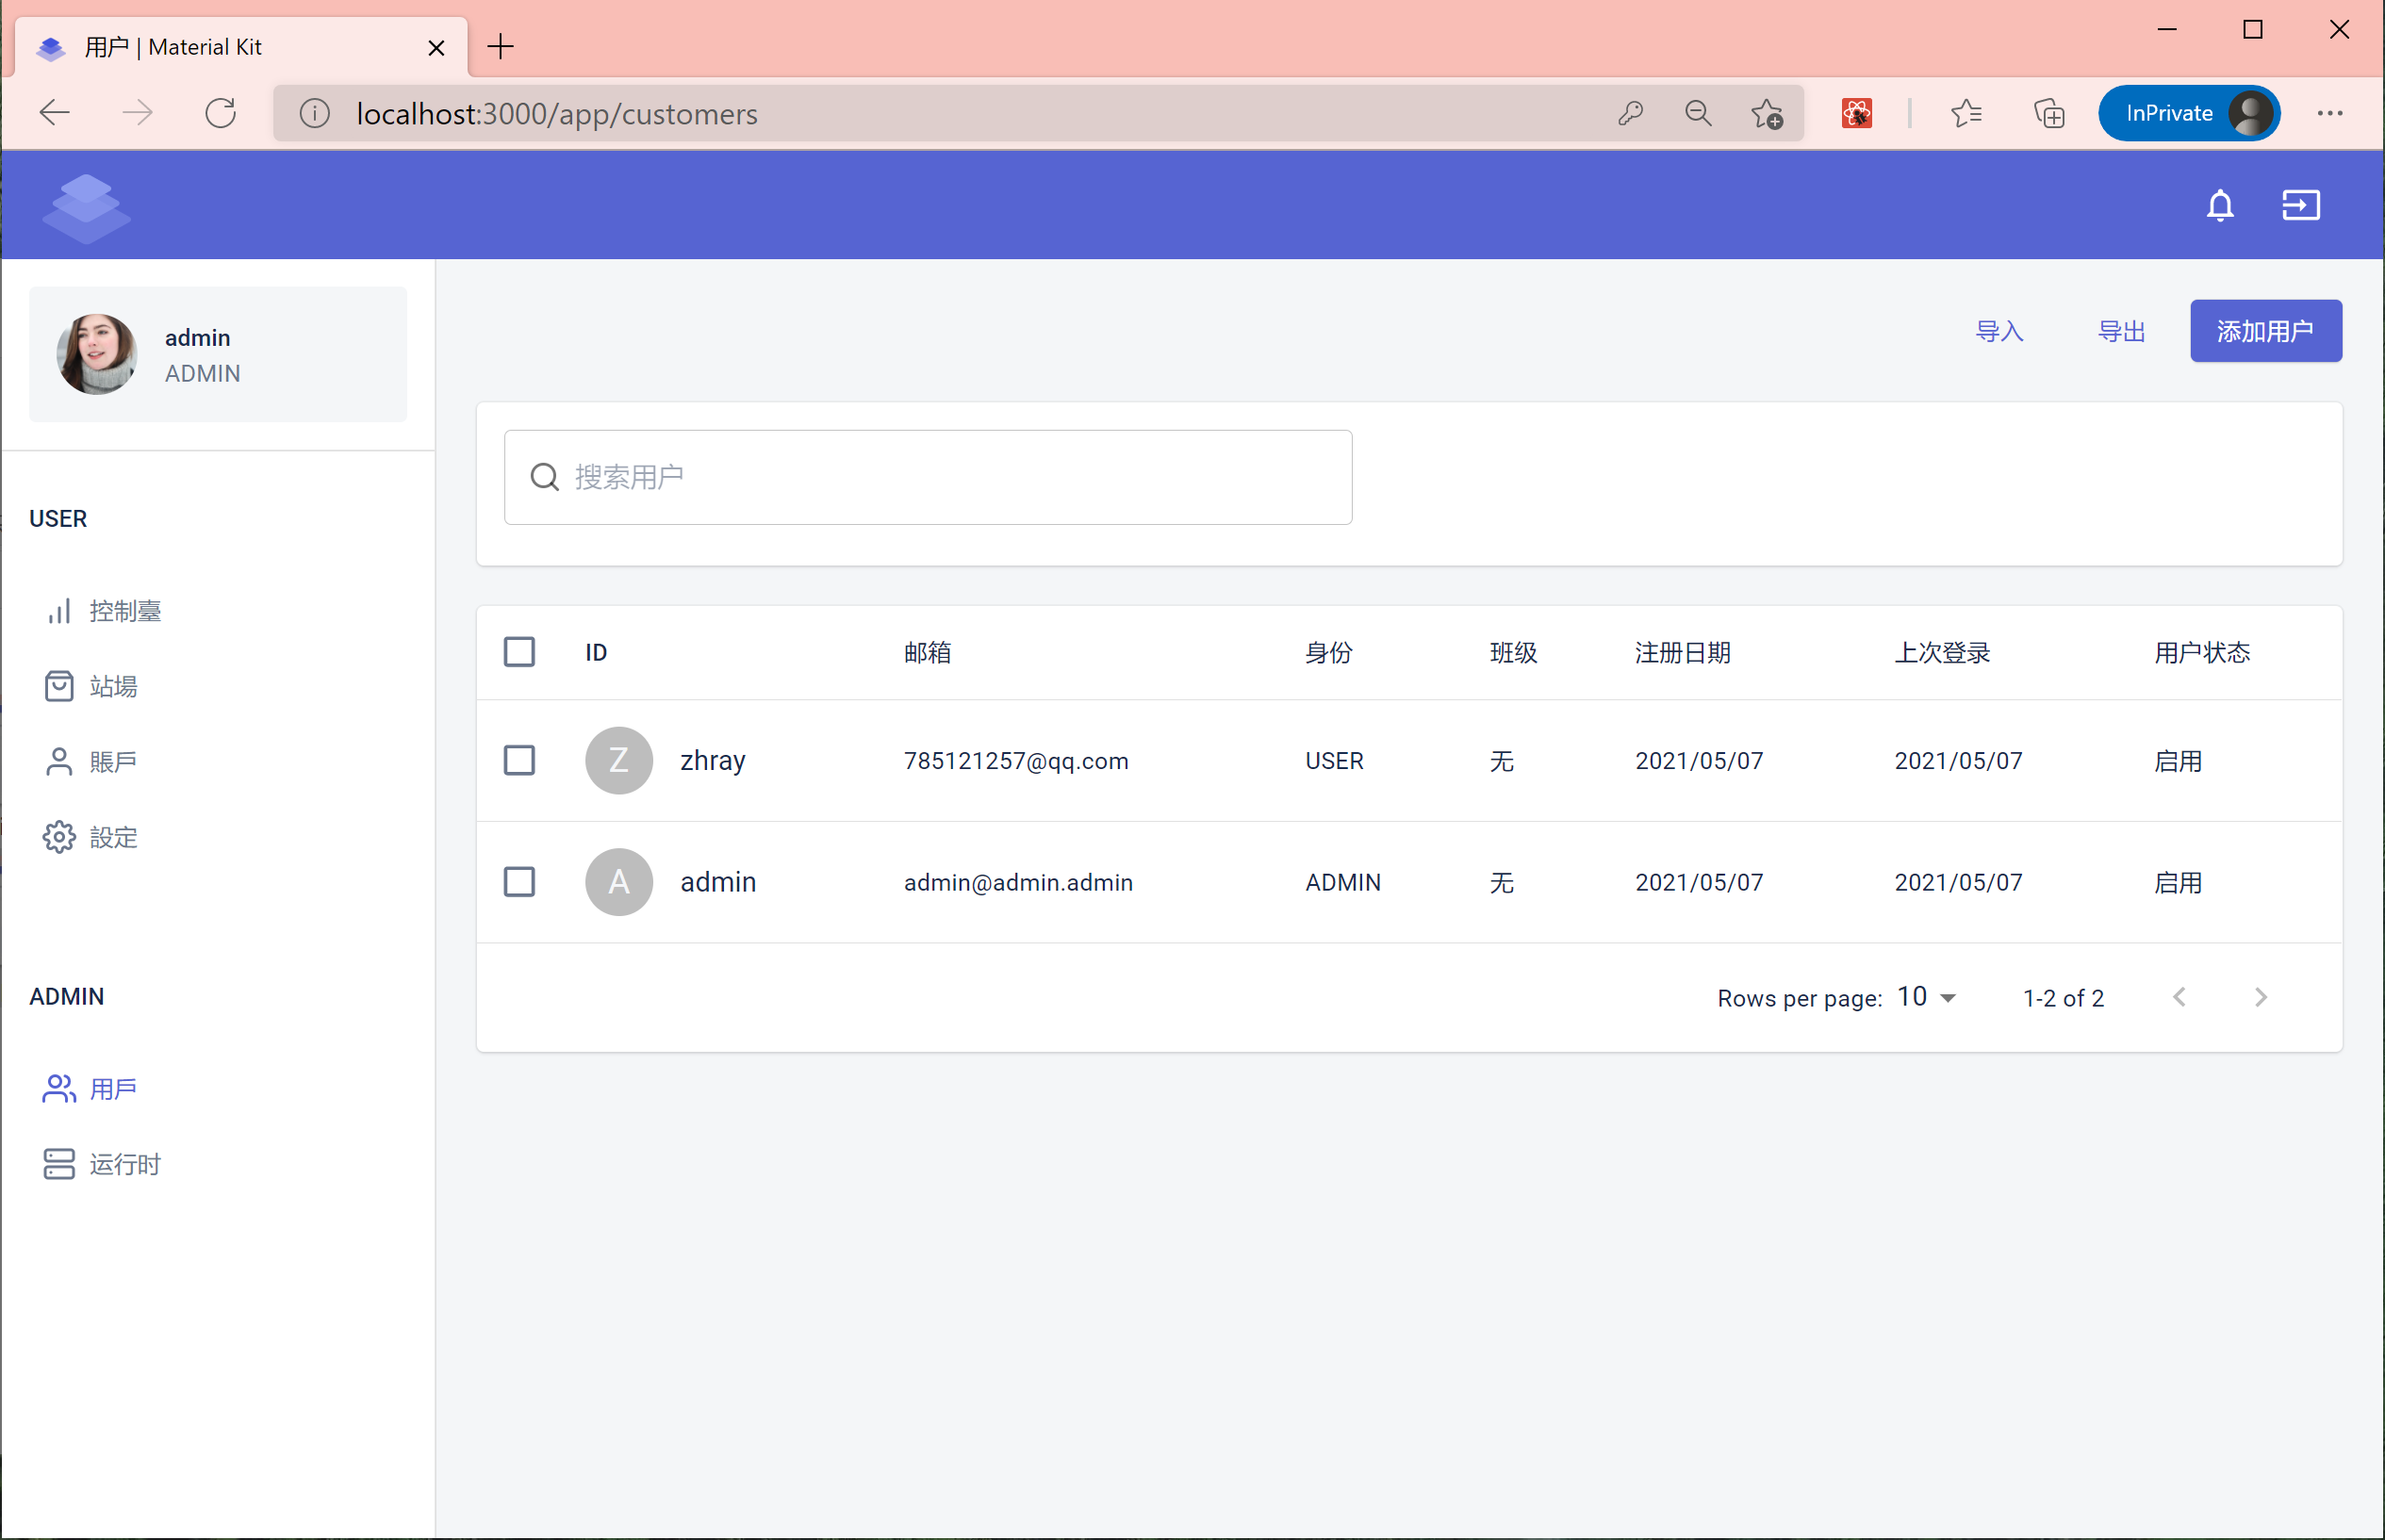 用户 | Material Kit
localhost:3000/app/customers
InPrivate
admin
ADMIN
导入 导出 添加用户
搜索用户
USER
控制臺
站場
賬戶
設定
ADMIN
用戶
运行时
ID 邮箱 身份 班级 注册日期 上次登录 用户状态
Z zhray 785121257@qq.com USER 无 2021/05/07 2021/05/07 启用
A admin admin@admin.admin ADMIN 无 2021/05/07 2021/05/07 启用
Rows per page: 10 1-2 of 2